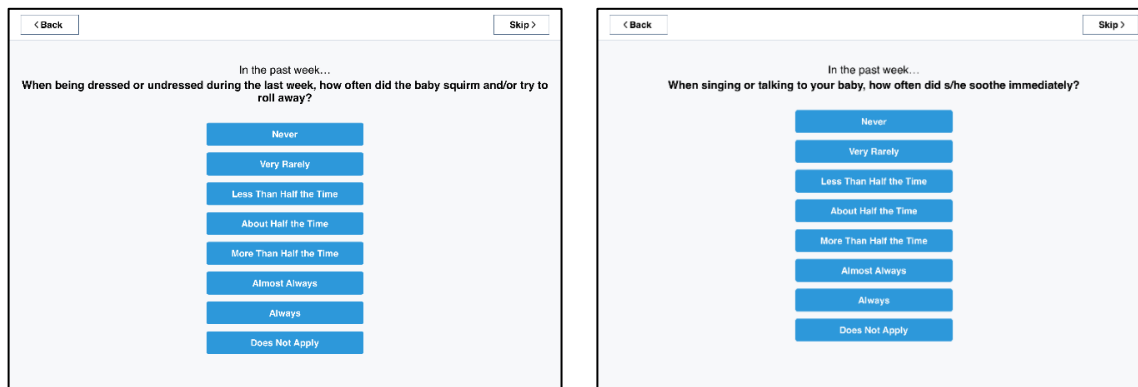 < Back
Skip >
In the past week...
When being dressed or undressed during the last week, how often did the baby squirm and/or try to
roll away?
Never
Very Rarely
Less Than Half the Time
About Half the Time
More Than Half the Time
Almost Always
Always
Does Not Apply
< Back
Skip >
In the past week...
When singing or talking to your baby, how often did s/he soothe immediately?
Never
Very Rarely
Less Than Half the Time
About Half the Time
More Than Half the Time
Almost Always
Always
Does Not Apply